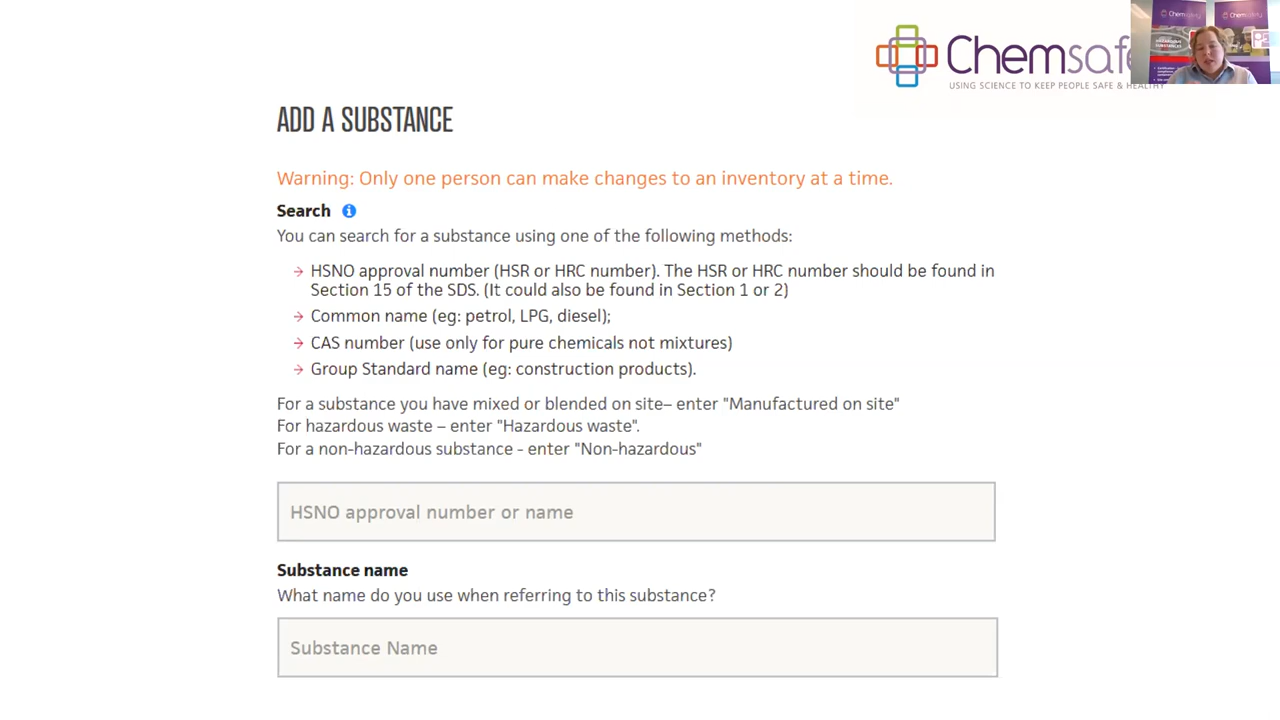 Chemsafe
USING SCIENCE TO KEEP PEOPLE SAFE & HEALTHY
ADD A SUBSTANCE
Warning: Only one person can make changes to an inventory at a time.
Search
You can search for a substance using one of the following methods:
HSNO approval number (HSR or HRC number). The HSR or HRC number should be found in
Section 15 of the SDS. (It could also be found in Section 1 or 2)
Common name (eg: petrol, LPG, diesel);
CAS number (use only for pure chemicals not mixtures)
Group Standard name (eg: construction products).
For a substance you have mixed or blended on site– enter "Manufactured on site"
For hazardous waste – enter "Hazardous waste".
For a non-hazardous substance - enter "Non-hazardous"
HSNO approval number or name
Substance name
What name do you use when referring to this substance?
Substance Name